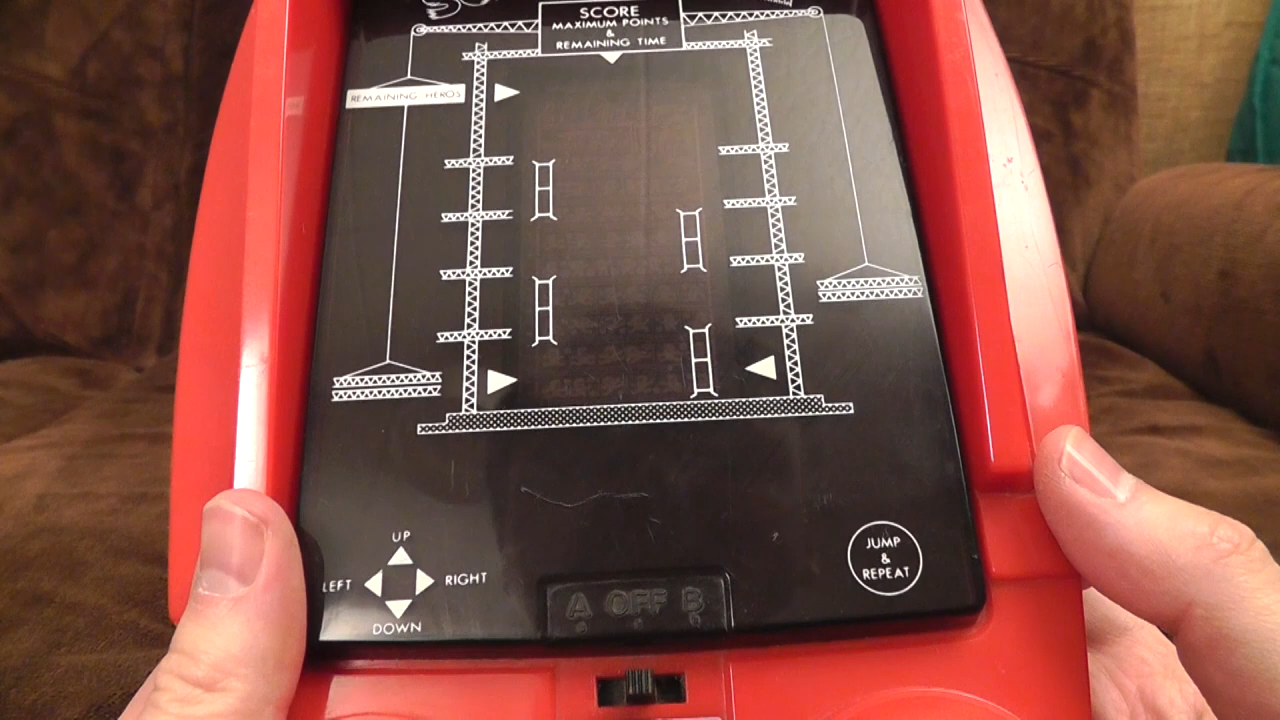 SCORE
MAXIMUM POINTS
&
REMAINING TIME
REMAINING HEROS
UP
LEFT
RIGHT
DOWN
JUMP
&
REPEAT
A OFF B